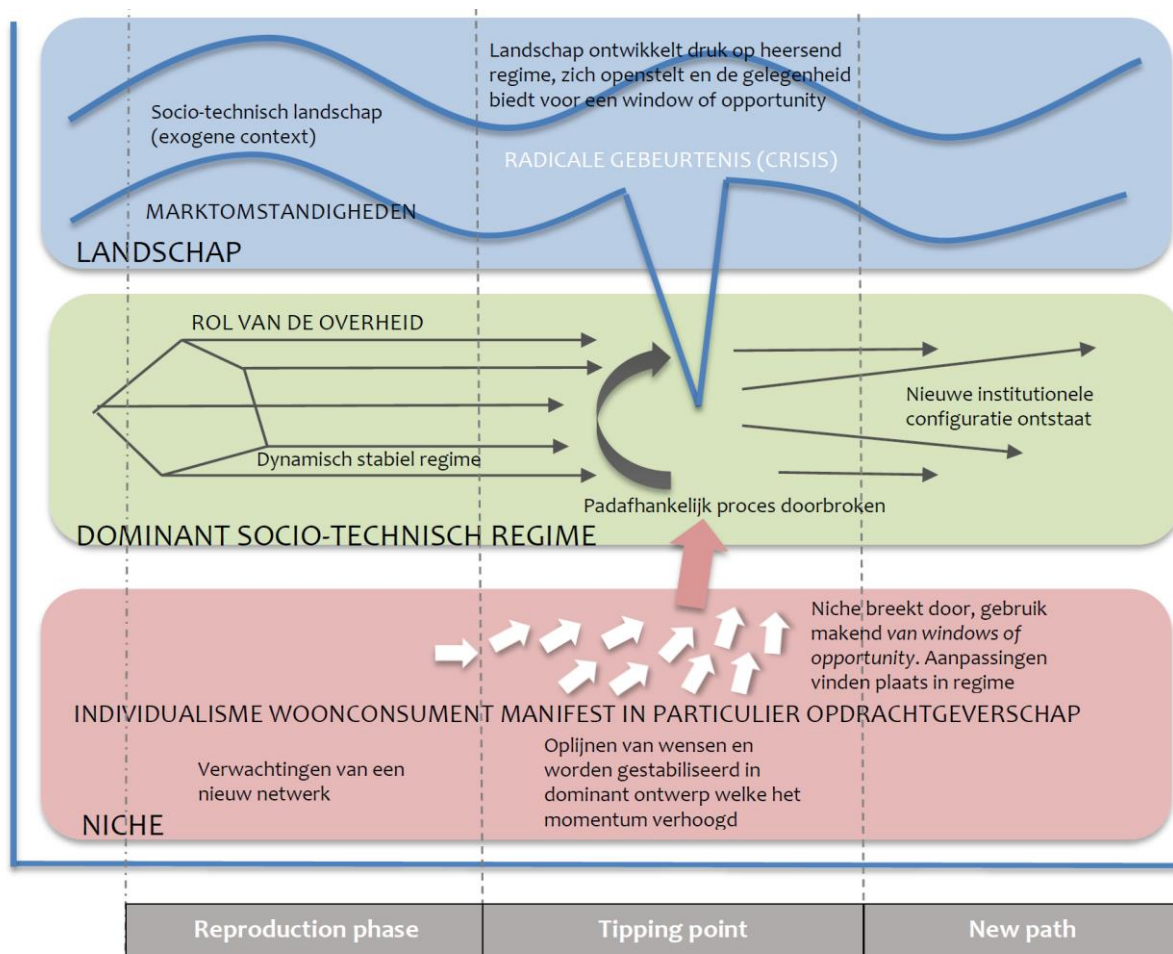 Landschap ontwikkelt druk op heersend
regime, zich openstelt en de gelegenheid
biedt voor een window of opportunity
Socio-technisch landschap
(exogene context)
RADICALE GEBEURTENIS (CRISIS)
MARKTOMSTANDIGHEDEN
LANDSCHAP
ROL VAN DE OVERHEID
Nieuwe institutionele
configuratie ontstaat
Dynamisch stabiel regime
Padafhankelijk proces doorbroken
DOMINANT SOCIO-TECHNISCH REGIME
Niche breekt door, gebruik
makend van windows of
opportunity. Aanpassingen
vinden plaats in regime
INDIVIDUALISME WOONCONSUMENT MANIFEST IN PARTICULIER OPDRACHTGEVERSCHAP
Verwachtingen van een
nieuw netwerk
Oplijnen van wensen en
worden gestabiliseerd in
dominant ontwerp welke het
momentum verhoogd
NICHE
Reproduction phase
Tipping point
New path